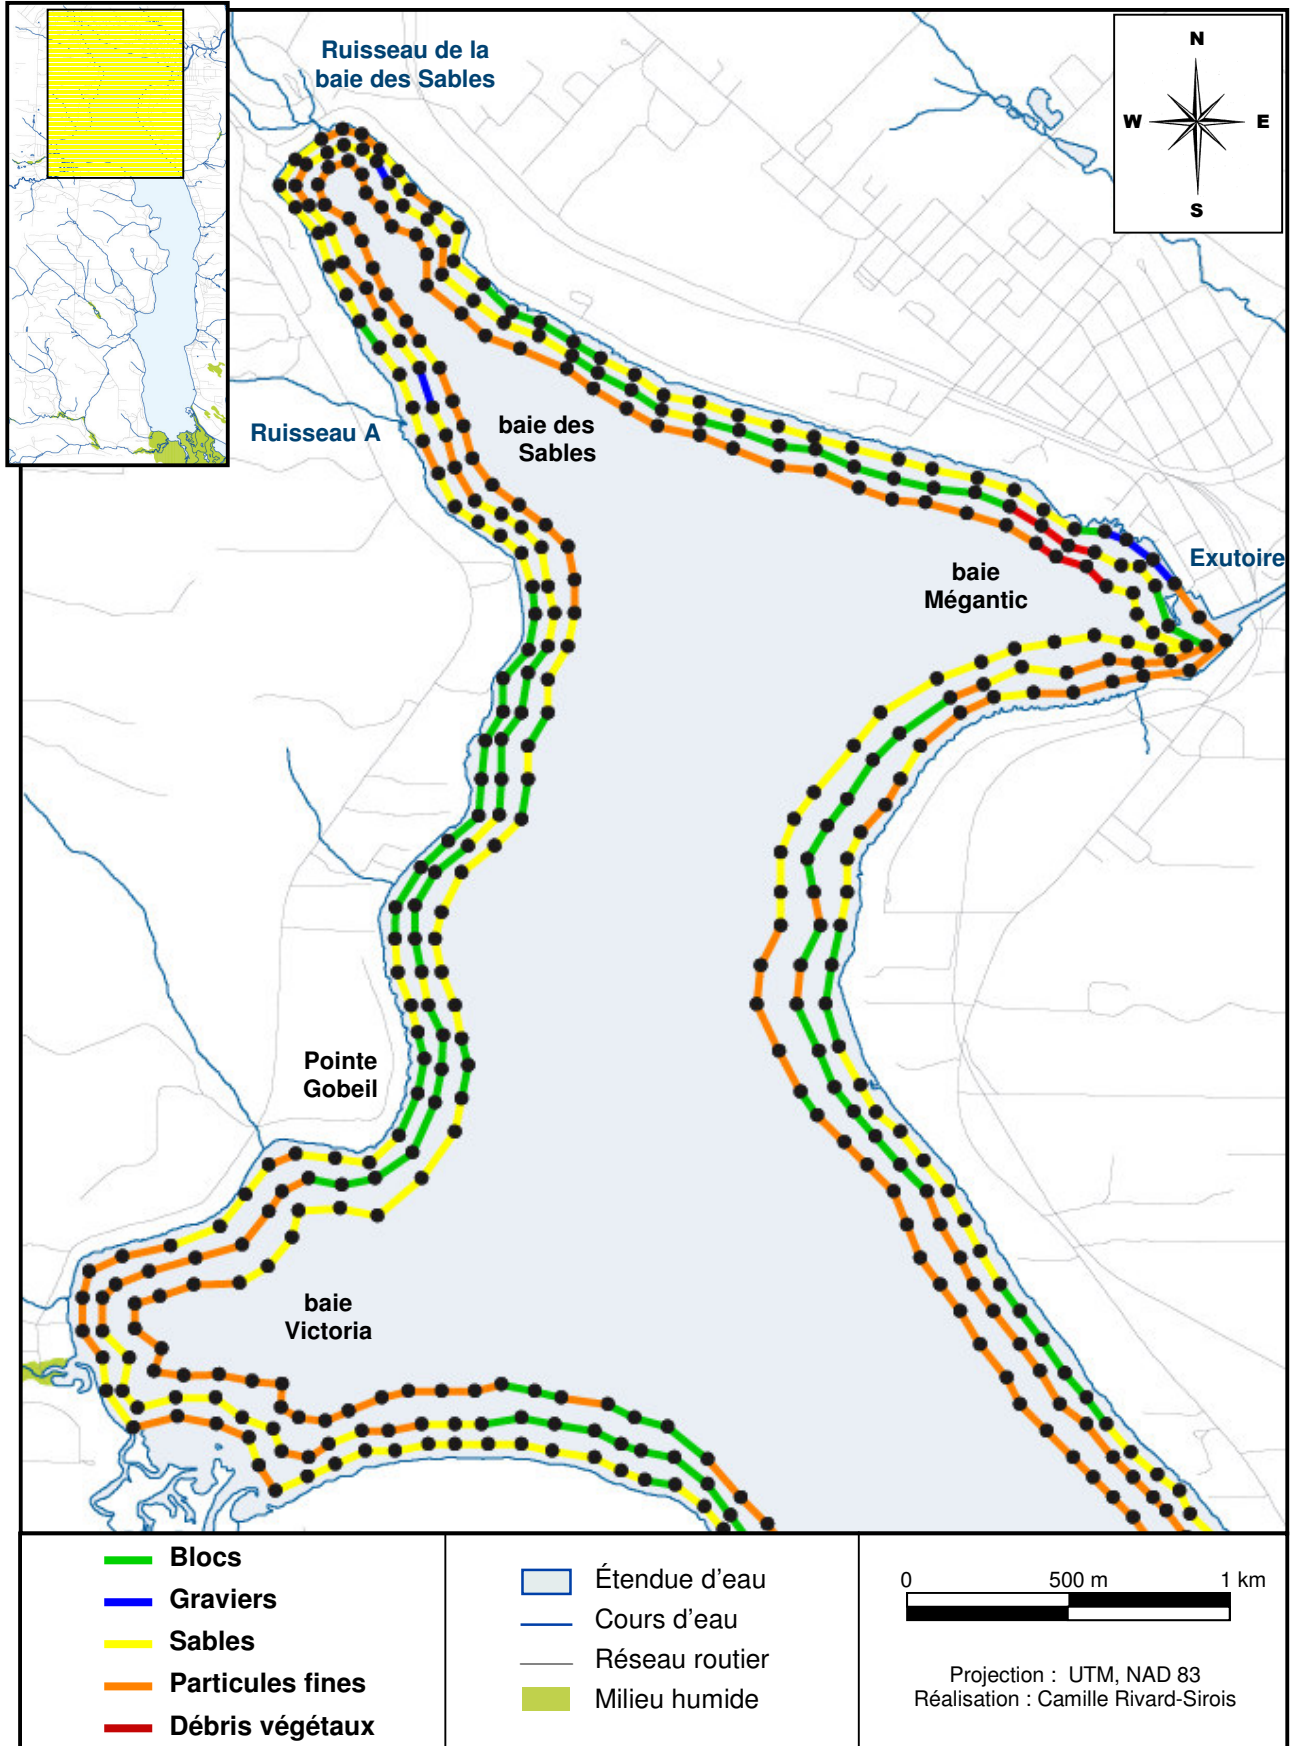 Ruisseau de la
baie des Sables
N
W
E
S
Ruisseau A
baie des
Sables
Exutoire
baie
Mégantic
Pointe
Gobeil
baie
Victoria
Blocs
Graviers
Sables
Particules fines
Débris végétaux
Étendue d'eau
Cours d'eau
Réseau routier
Milieu humide
0 500 m 1 km
Projection : UTM, NAD 83
Réalisation : Camille Rivard-Sirois